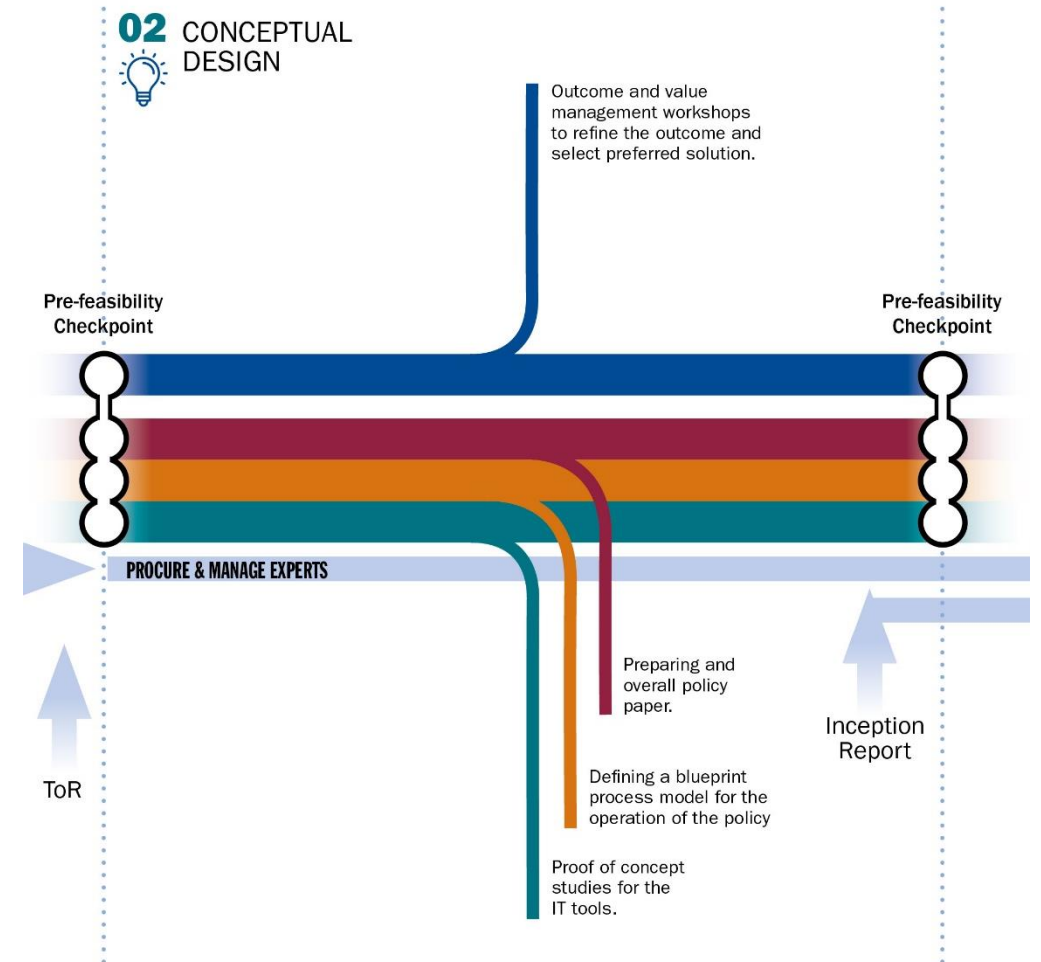 02 CONCEPTUAL
DESIGN
Outcome and value
management workshops
to refine the outcome and
select preferred solution.
Pre-feasibility
Checkpoint
Pre-feasibility
Checkpoint
PROCURE & MANAGE EXPERTS
Preparing and
overall policy
paper.
Inception
Report
ToR
Defining a blueprint
process model for the
operation of the policy
Proof of concept
studies for the
IT tools.